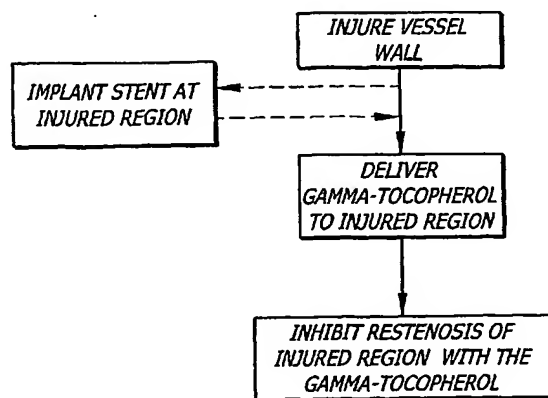 INJURE VESSEL
WALL
IMPLANT STENT AT
INJURED REGION
DELIVER
GAMMA-TOCOPHEROL
TO INJURED REGION
INHIBIT RESTENOSIS OF
INJURED REGION WITH THE
GAMMA-TOCOPHEROL